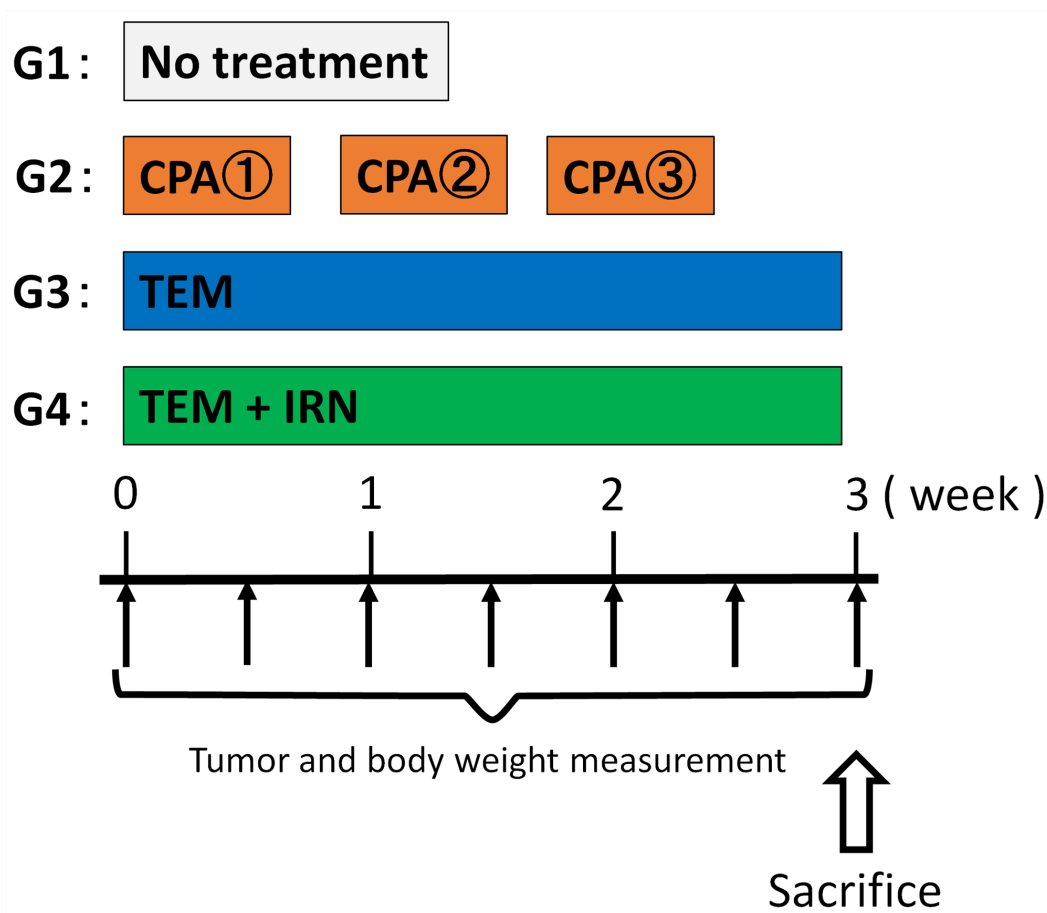 G1: No treatment
G2: CPA① CPA② CPA③
G3: TEM
G4: TEM + IRN
0 1 2 3 ( week )
Tumor and body weight measurement
Sacrifice